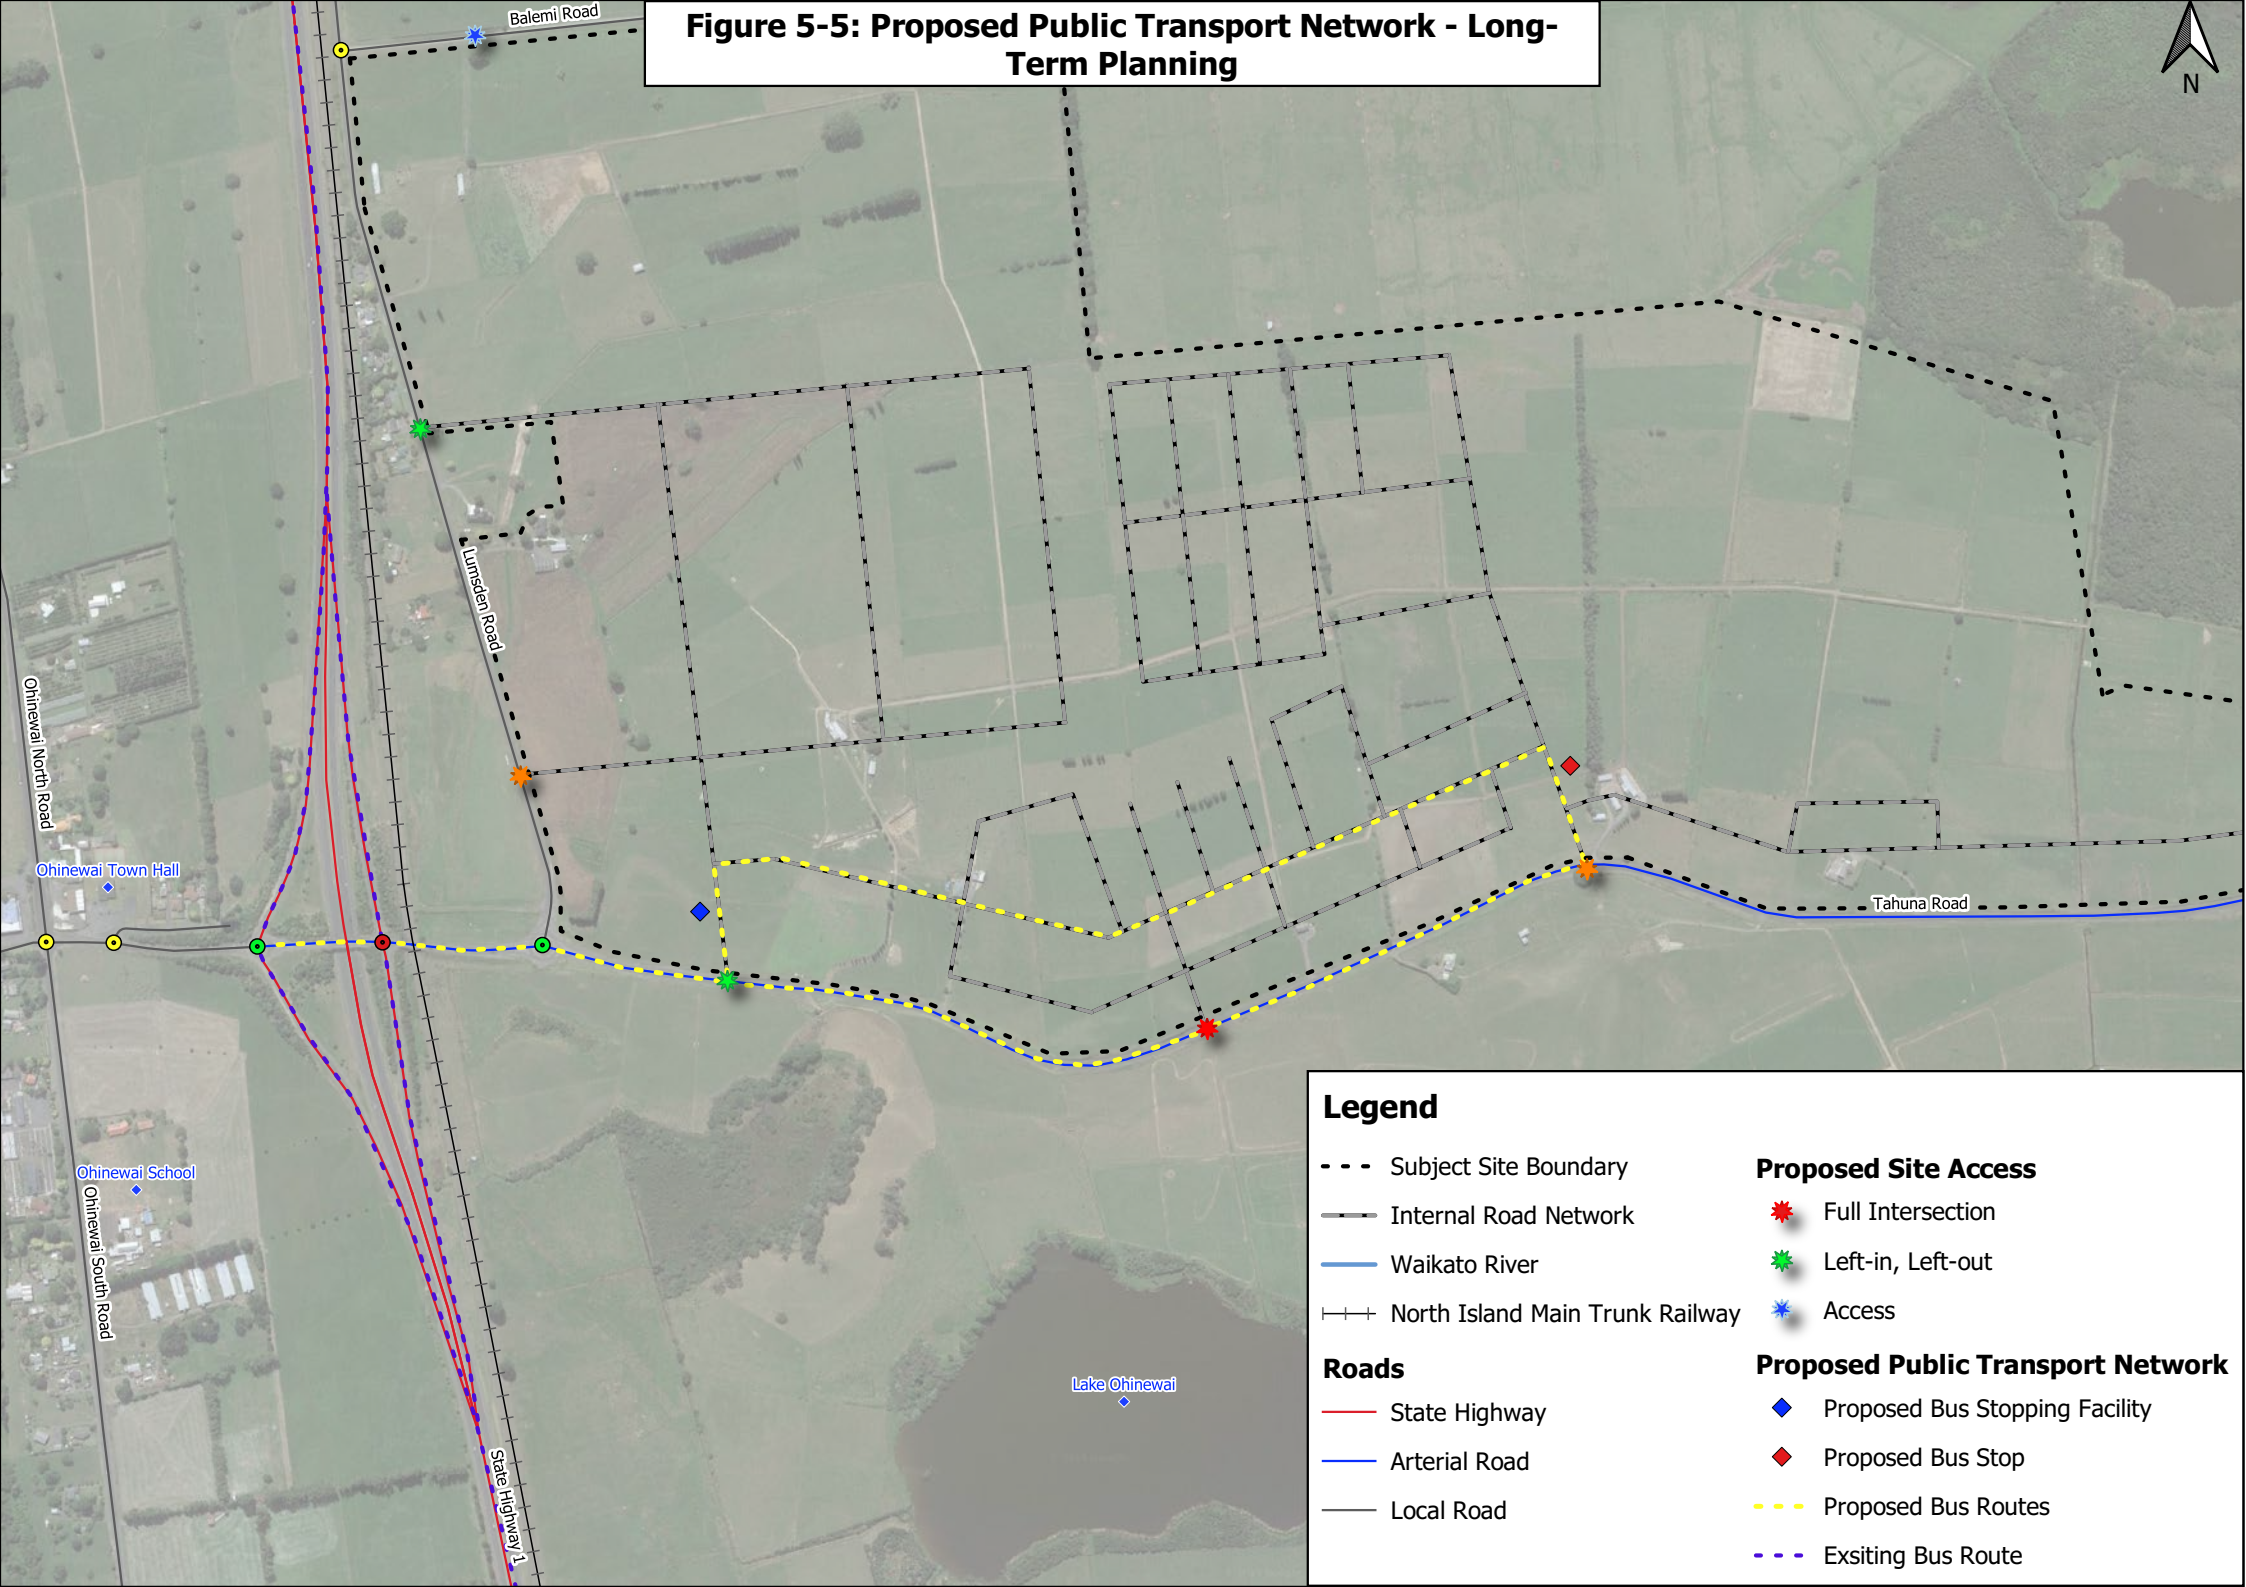 Figure 5-5: Proposed Public Transport Network - Long-
Term Planning
Balemi Road
N
Lumsden Road
Ohinewai North Road
Ohinewai Town Hall
Tahuna Road
Ohinewai School
Ohinewai South Road
Lake Ohinewai
State Highway 1
Legend
Subject Site Boundary
Internal Road Network
Waikato River
North Island Main Trunk Railway
Roads
State Highway
Arterial Road
Local Road
Proposed Site Access
Full Intersection
Left-in, Left-out
Access
Proposed Public Transport Network
Proposed Bus Stopping Facility
Proposed Bus Stop
Proposed Bus Routes
Exsiting Bus Route